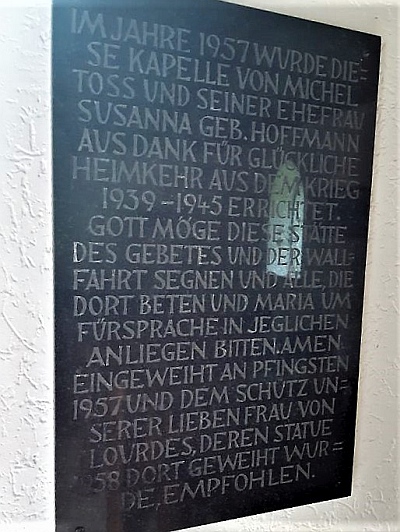 IM JAHRE 1957 WURDE DIE=
SE KAPELLE VON MICHEL
TOSS UND SEINER EHEFRAU
SUSANNA GEB. HOFFMANN
AUS DANK FÜR GLÜCKLICHE
HEIMKEHR AUS DEM KRIEG
1939-1945 ERRICHTET.
GOTT MÖGE DIESE STÄTTE
DES GEBETES UND DER WALL=
FAHRT SEGNEN UND ALLE, DIE
DORT BETEN UND MARIA UM
FÜRSPRACHE IN JEGLICHEN
ANLIEGEN BITTEN. AMEN.
EINGEWEIHT AN PFINGSTEN
1957 UND DEM SCHUTZ UN=
SERER LIEBEN FRAU VON
LOURDES, DEREN STATUE
58 DORT GEWEIHT WUR=
DE, EMPFOHLEN.